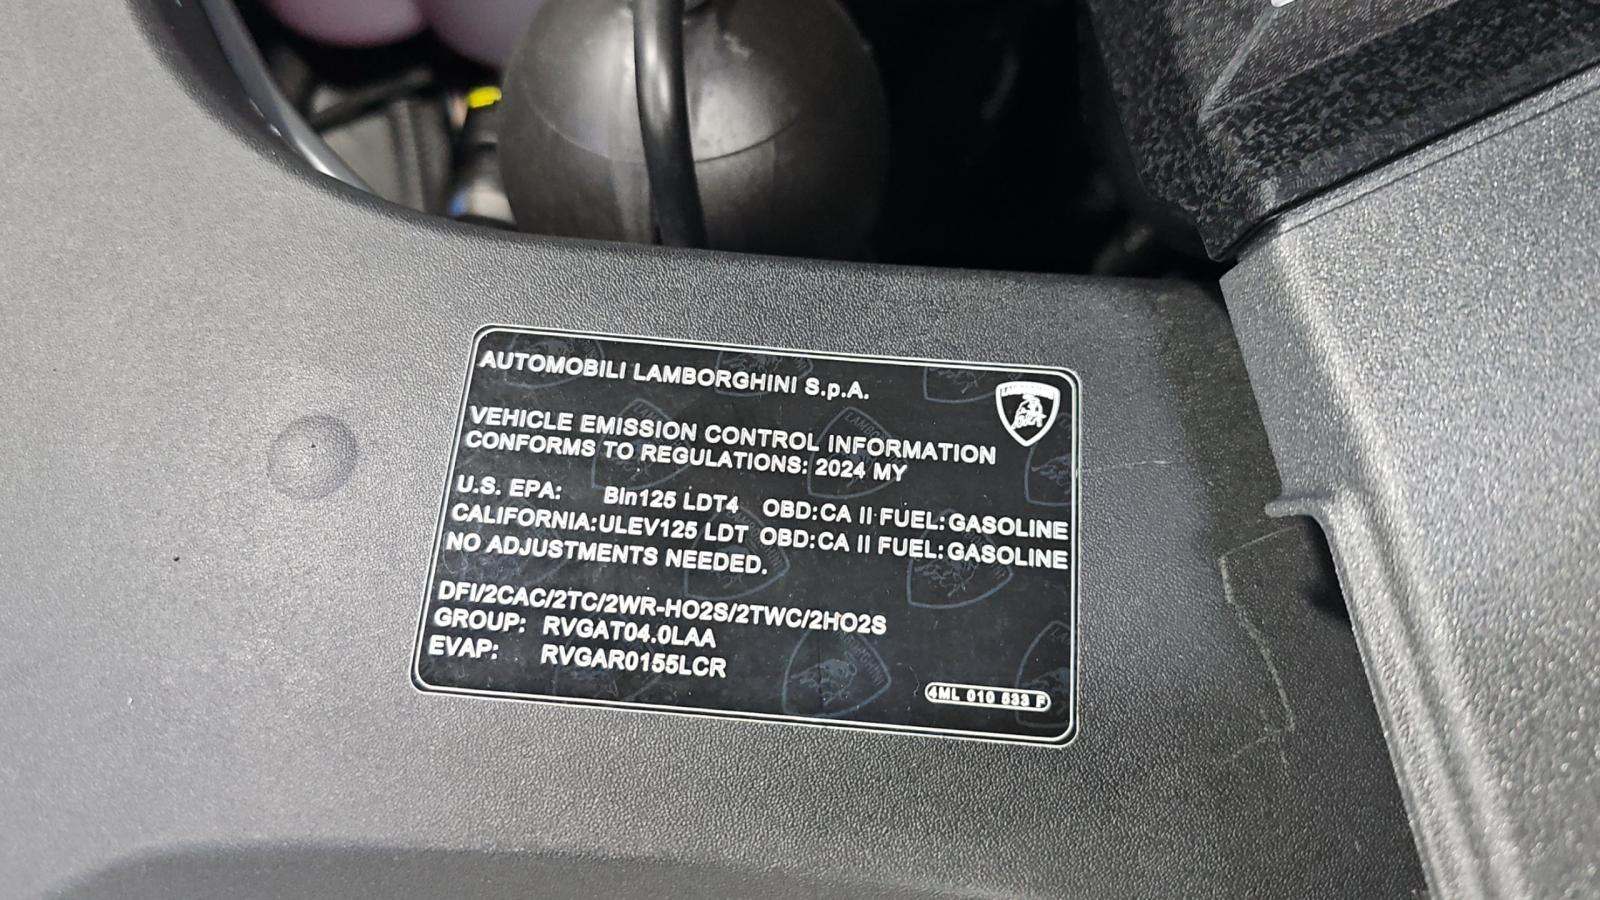 AUTOMOBILI LAMBORGHINI S.p.A.
VEHICLE EMISSION CONTROL INFORMATION
CONFORMS TO REGULATIONS: 2024 MY
U.S. EPA: Bin125 LDT4 OBD:CA II FUEL:GASOLINE
CALIFORNIA:ULEV125 LDT OBD:CA II FUEL:GASOLINE
NO ADJUSTMENTS NEEDED.
DFI/2CAC/2TC/2WR-HO2S/2TWC/2HO2S
GROUP: RVGAT04.0LAA
EVAP: RVGAR0155LCR
4ML 010 533 F